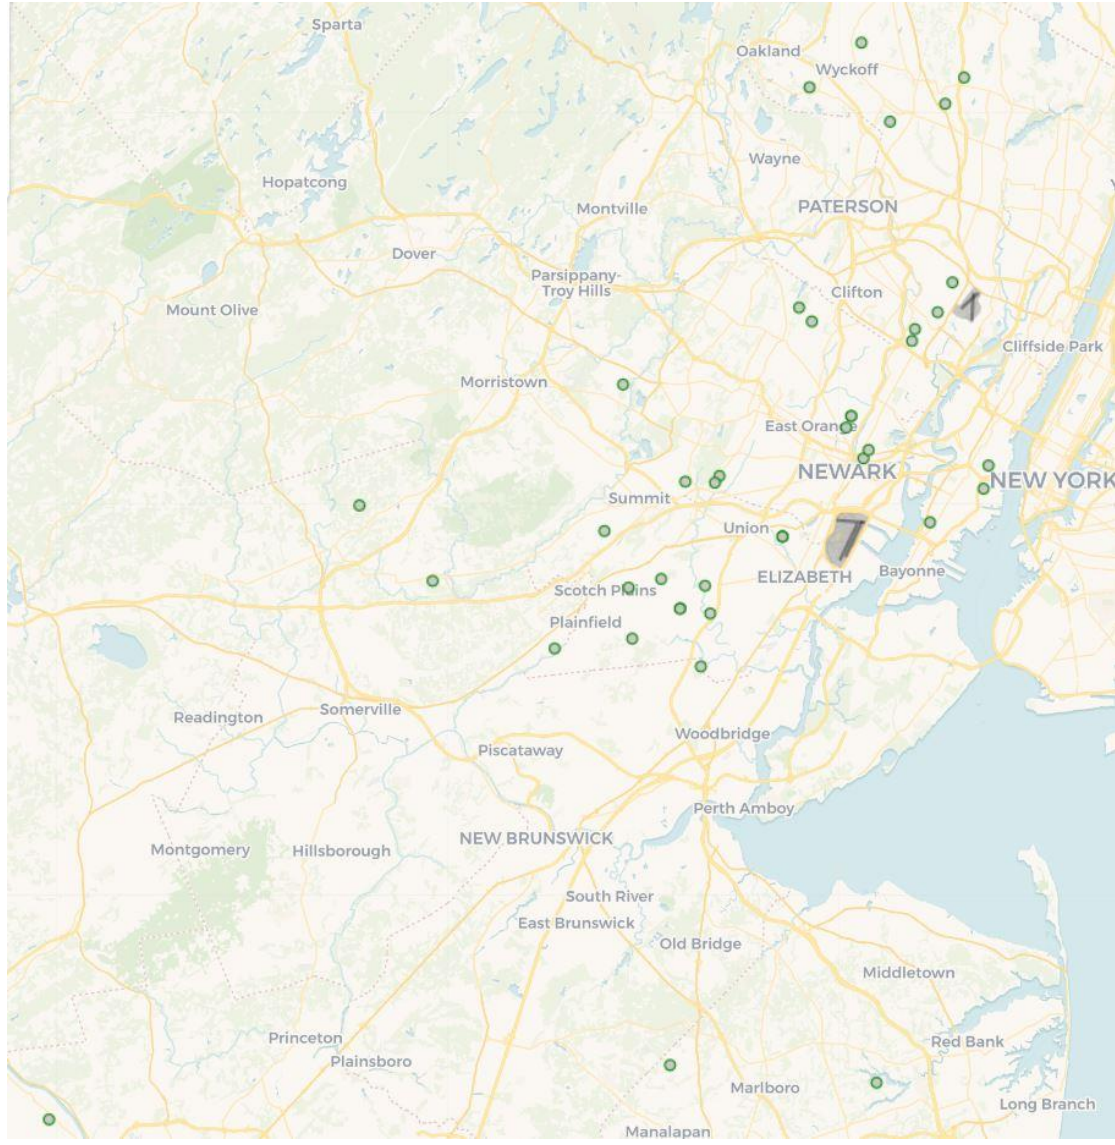 Sparta
Oakland
Wyckoff
Wayne
Hopatcong
Montville
PATERSON
Dover
Parsippany-
Troy Hills
Clifton
Mount Olive
Cliffside Park
Morristown
East Orange
NEWARK
NEW YORK
Summit
Union
ELIZABETH
Bayonne
Scotch Plains
Plainfield
Somerville
Readington
Woodbridge
Piscataway
Perth Amboy
NEW BRUNSWICK
Montgomery
Hillsborough
South River
East Brunswick
Old Bridge
Middletown
Princeton
Plainsboro
Red Bank
Marlboro
Long Branch
Manalapan